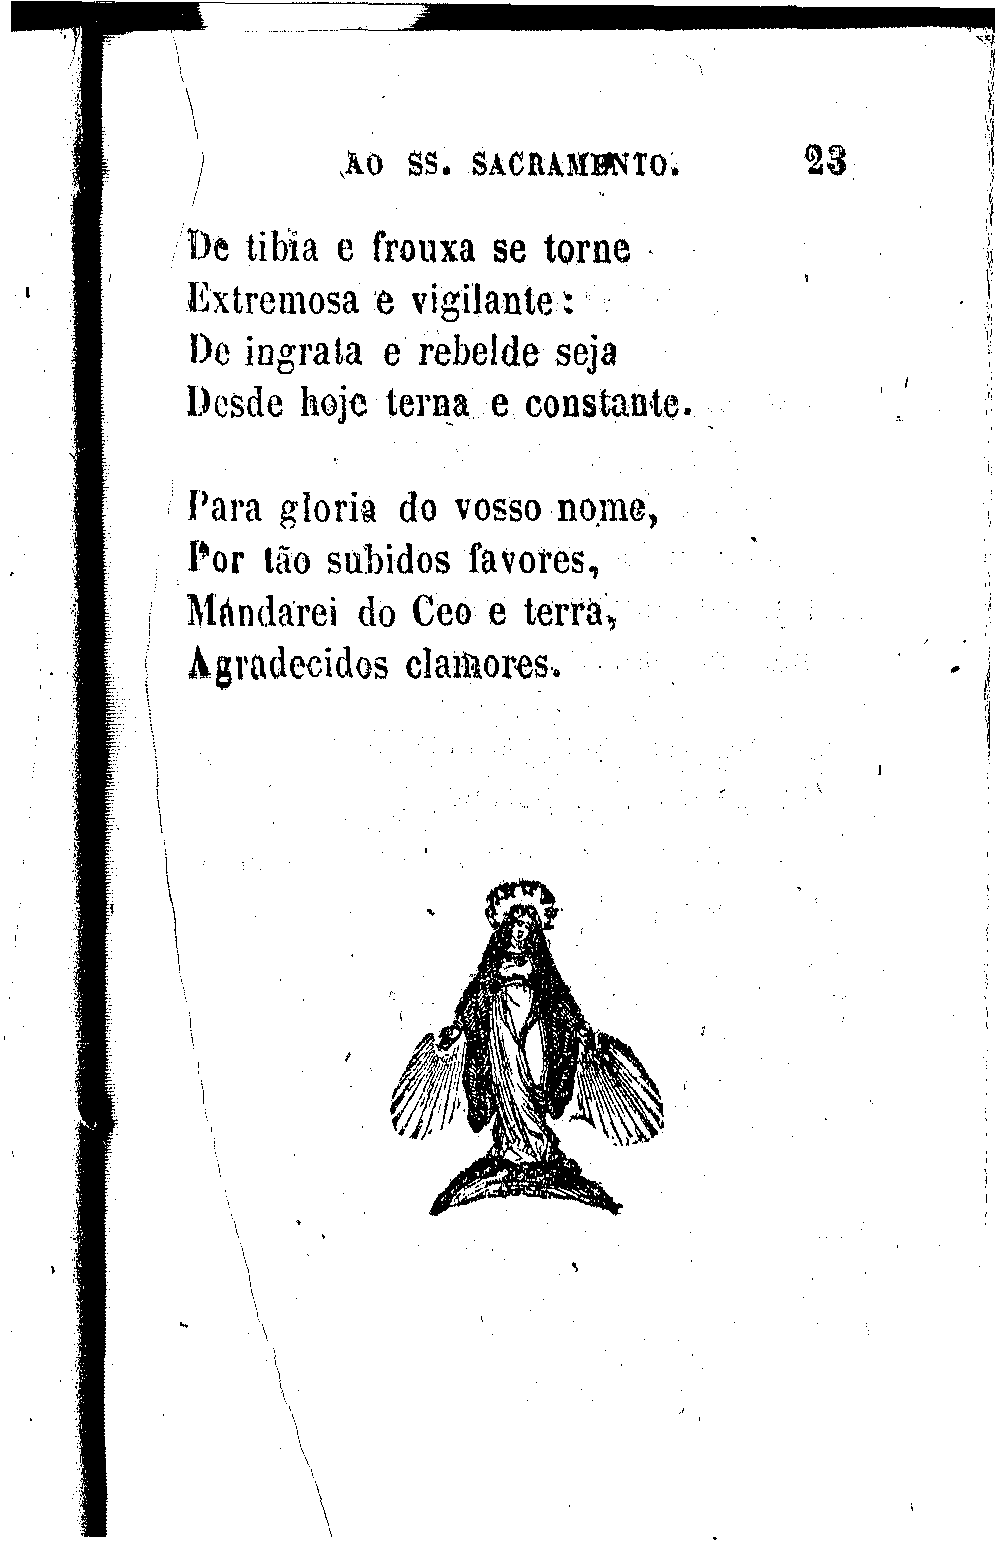 AO SS. SACRAMENTO. 23
De tibia e frouxa se torne
Extremosa e vigilante:
De ingrata e rebelde seja
Desde hoje terna e constante.
Para gloria do vosso nome,
Por tão subidos favores,
Mandarei do Ceo e terra,
Agradecidos clamores.